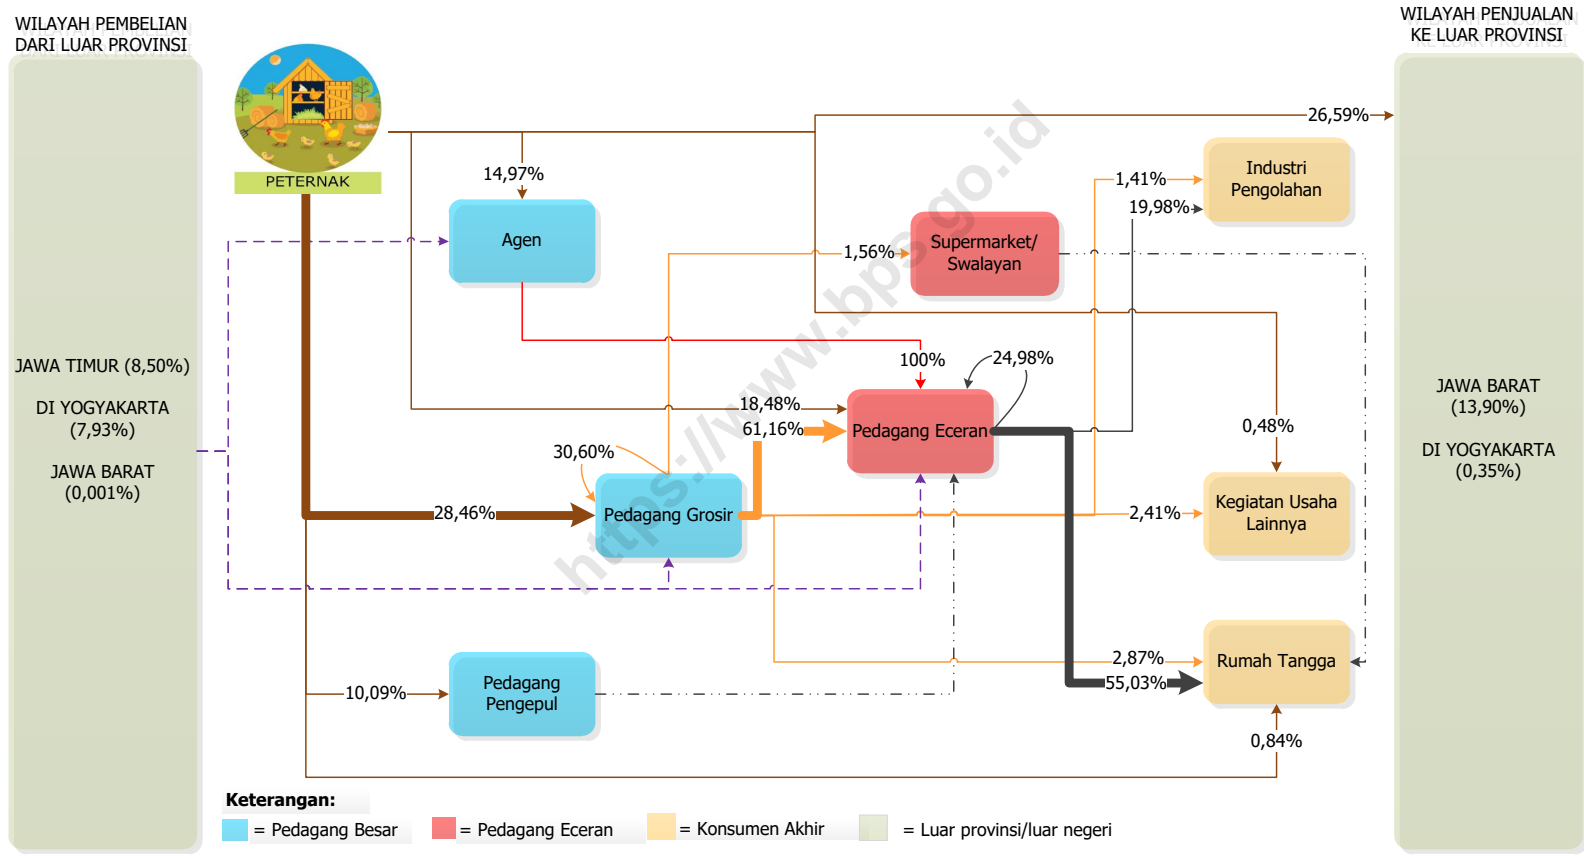 WILAYAH PEMBELIAN
DARI LUAR PROVINSI
WILAYAH PENJUALAN
KE LUAR PROVINSI
PETERNAK
26,59%
14,97%
Industri
Pengolahan
1,41%
19,98%
Agen
Supermarket/
Swalayan
1,56%
JAWA TIMUR (8,50%)
DI YOGYAKARTA
(7,93%)
JAWA BARAT
(0,001%)
100%
24,98%
JAWA BARAT
(13,90%)
DI YOGYAKARTA
(0,35%)
18,48%
61,16%
Pedagang Eceran
0,48%
30,60%
28,46%
Pedagang Grosir
2,41%
Kegiatan Usaha
Lainnya
10,09%
Pedagang
Pengepul
2,87%
55,03%
Rumah Tangga
0,84%
Keterangan:
= Pedagang Besar
= Pedagang Eceran
= Konsumen Akhir
= Luar provinsi/luar negeri
https://www.bps.go.id